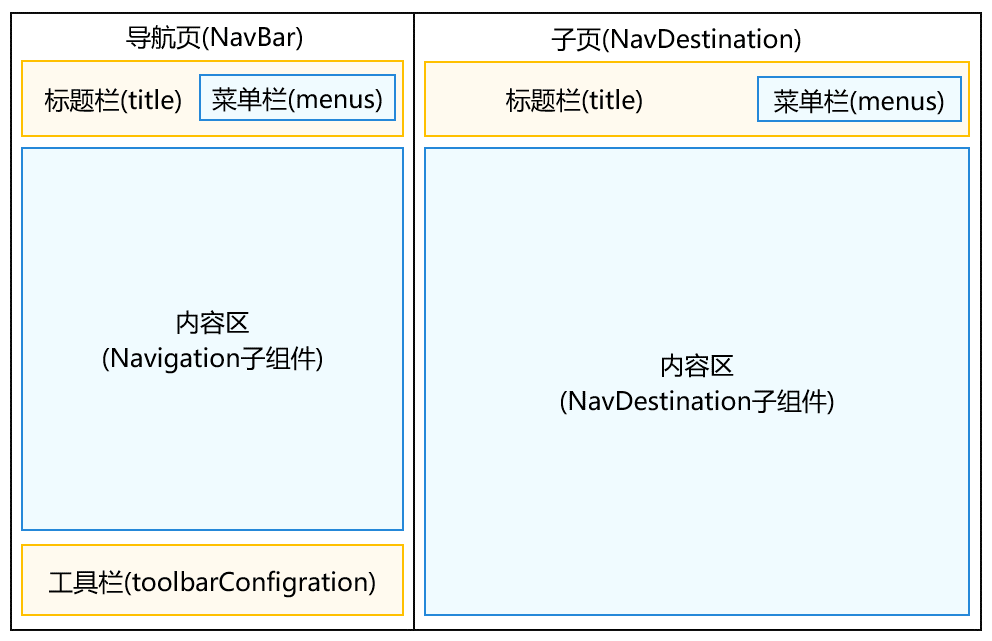 导航页(NavBar)
标题栏(title)
菜单栏(menus)
内容区
(Navigation子组件)
工具栏(toolbarConfigration)
子页(NavDestination)
标题栏(title)
菜单栏(menus)
内容区
(NavDestination子组件)